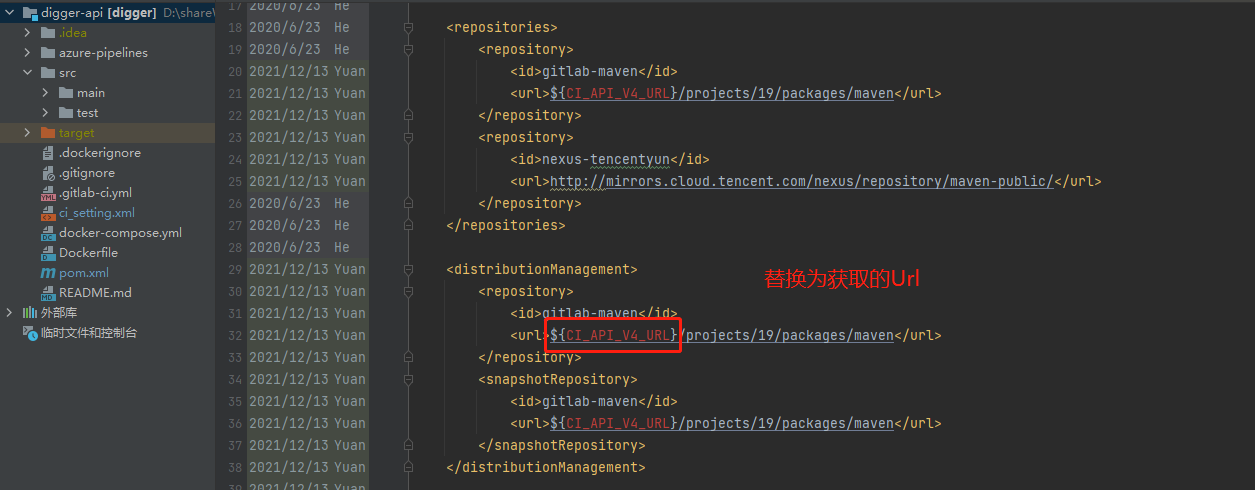 digger-api [digger] D:\share\
.idea
azure-pipelines
src
main
test
target
.dockerignore
.gitignore
.gitlab-ci.yml
ci_setting.xml
docker-compose.yml
Dockerfile
pom.xml
README.md
外部库
临时文件和控制台
17 2020/6/23 He
18 2020/6/23 He <repositories>
19 2020/6/23 He <repository>
20 2021/12/13 Yuan <id>gitlab-maven</id>
21 2021/12/13 Yuan <url>${CI_API_V4_URL}/projects/19/packages/maven</url>
22 2021/12/13 Yuan </repository>
23 2021/12/13 Yuan <repository>
24 2021/12/13 Yuan <id>nexus-tencentyun</id>
25 2021/12/13 Yuan <url>http://mirrors.cloud.tencent.com/nexus/repository/maven-public/</url>
26 2020/6/23 He </repository>
27 2020/6/23 He </repositories>
28 2020/6/23 He
29 2021/12/13 Yuan <distributionManagement>
替换为获取的Url
30 2021/12/13 Yuan <repository>
31 2021/12/13 Yuan <id>gitlab-maven</id>
32 2021/12/13 Yuan <url>${CI_API_V4_URL}/projects/19/packages/maven</url>
33 2021/12/13 Yuan </repository>
34 2021/12/13 Yuan <snapshotRepository>
35 2021/12/13 Yuan <id>gitlab-maven</id>
36 2021/12/13 Yuan <url>${CI_API_V4_URL}/projects/19/packages/maven</url>
37 2021/12/13 Yuan </snapshotRepository>
38 2021/12/13 Yuan </distributionManagement>
39 2021/12/13 Yuan